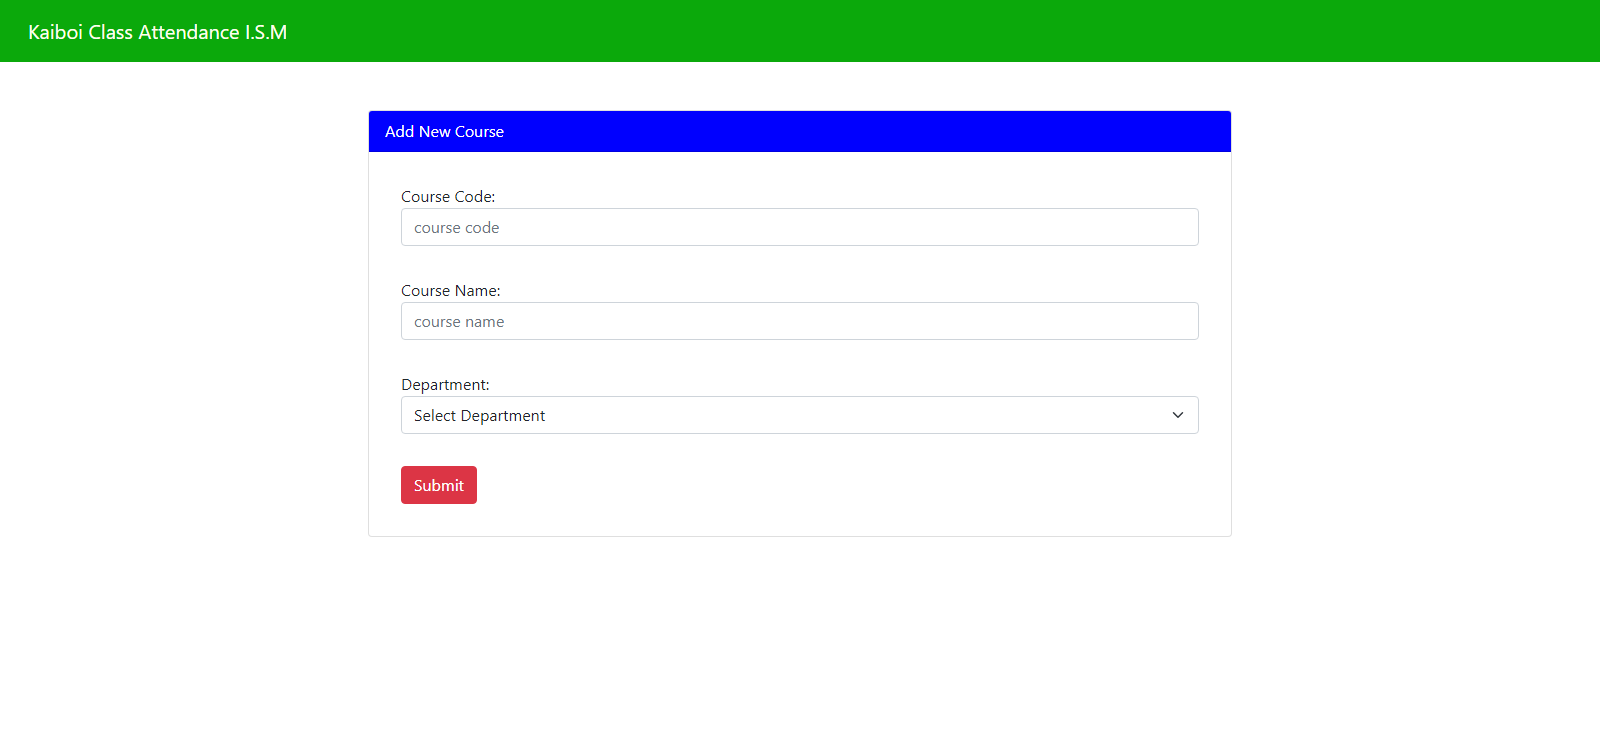 Kaiboi Class Attendance I.S.M
Add New Course
Course Code:
course code
Course Name:
course name
Department:
Select Department
Submit